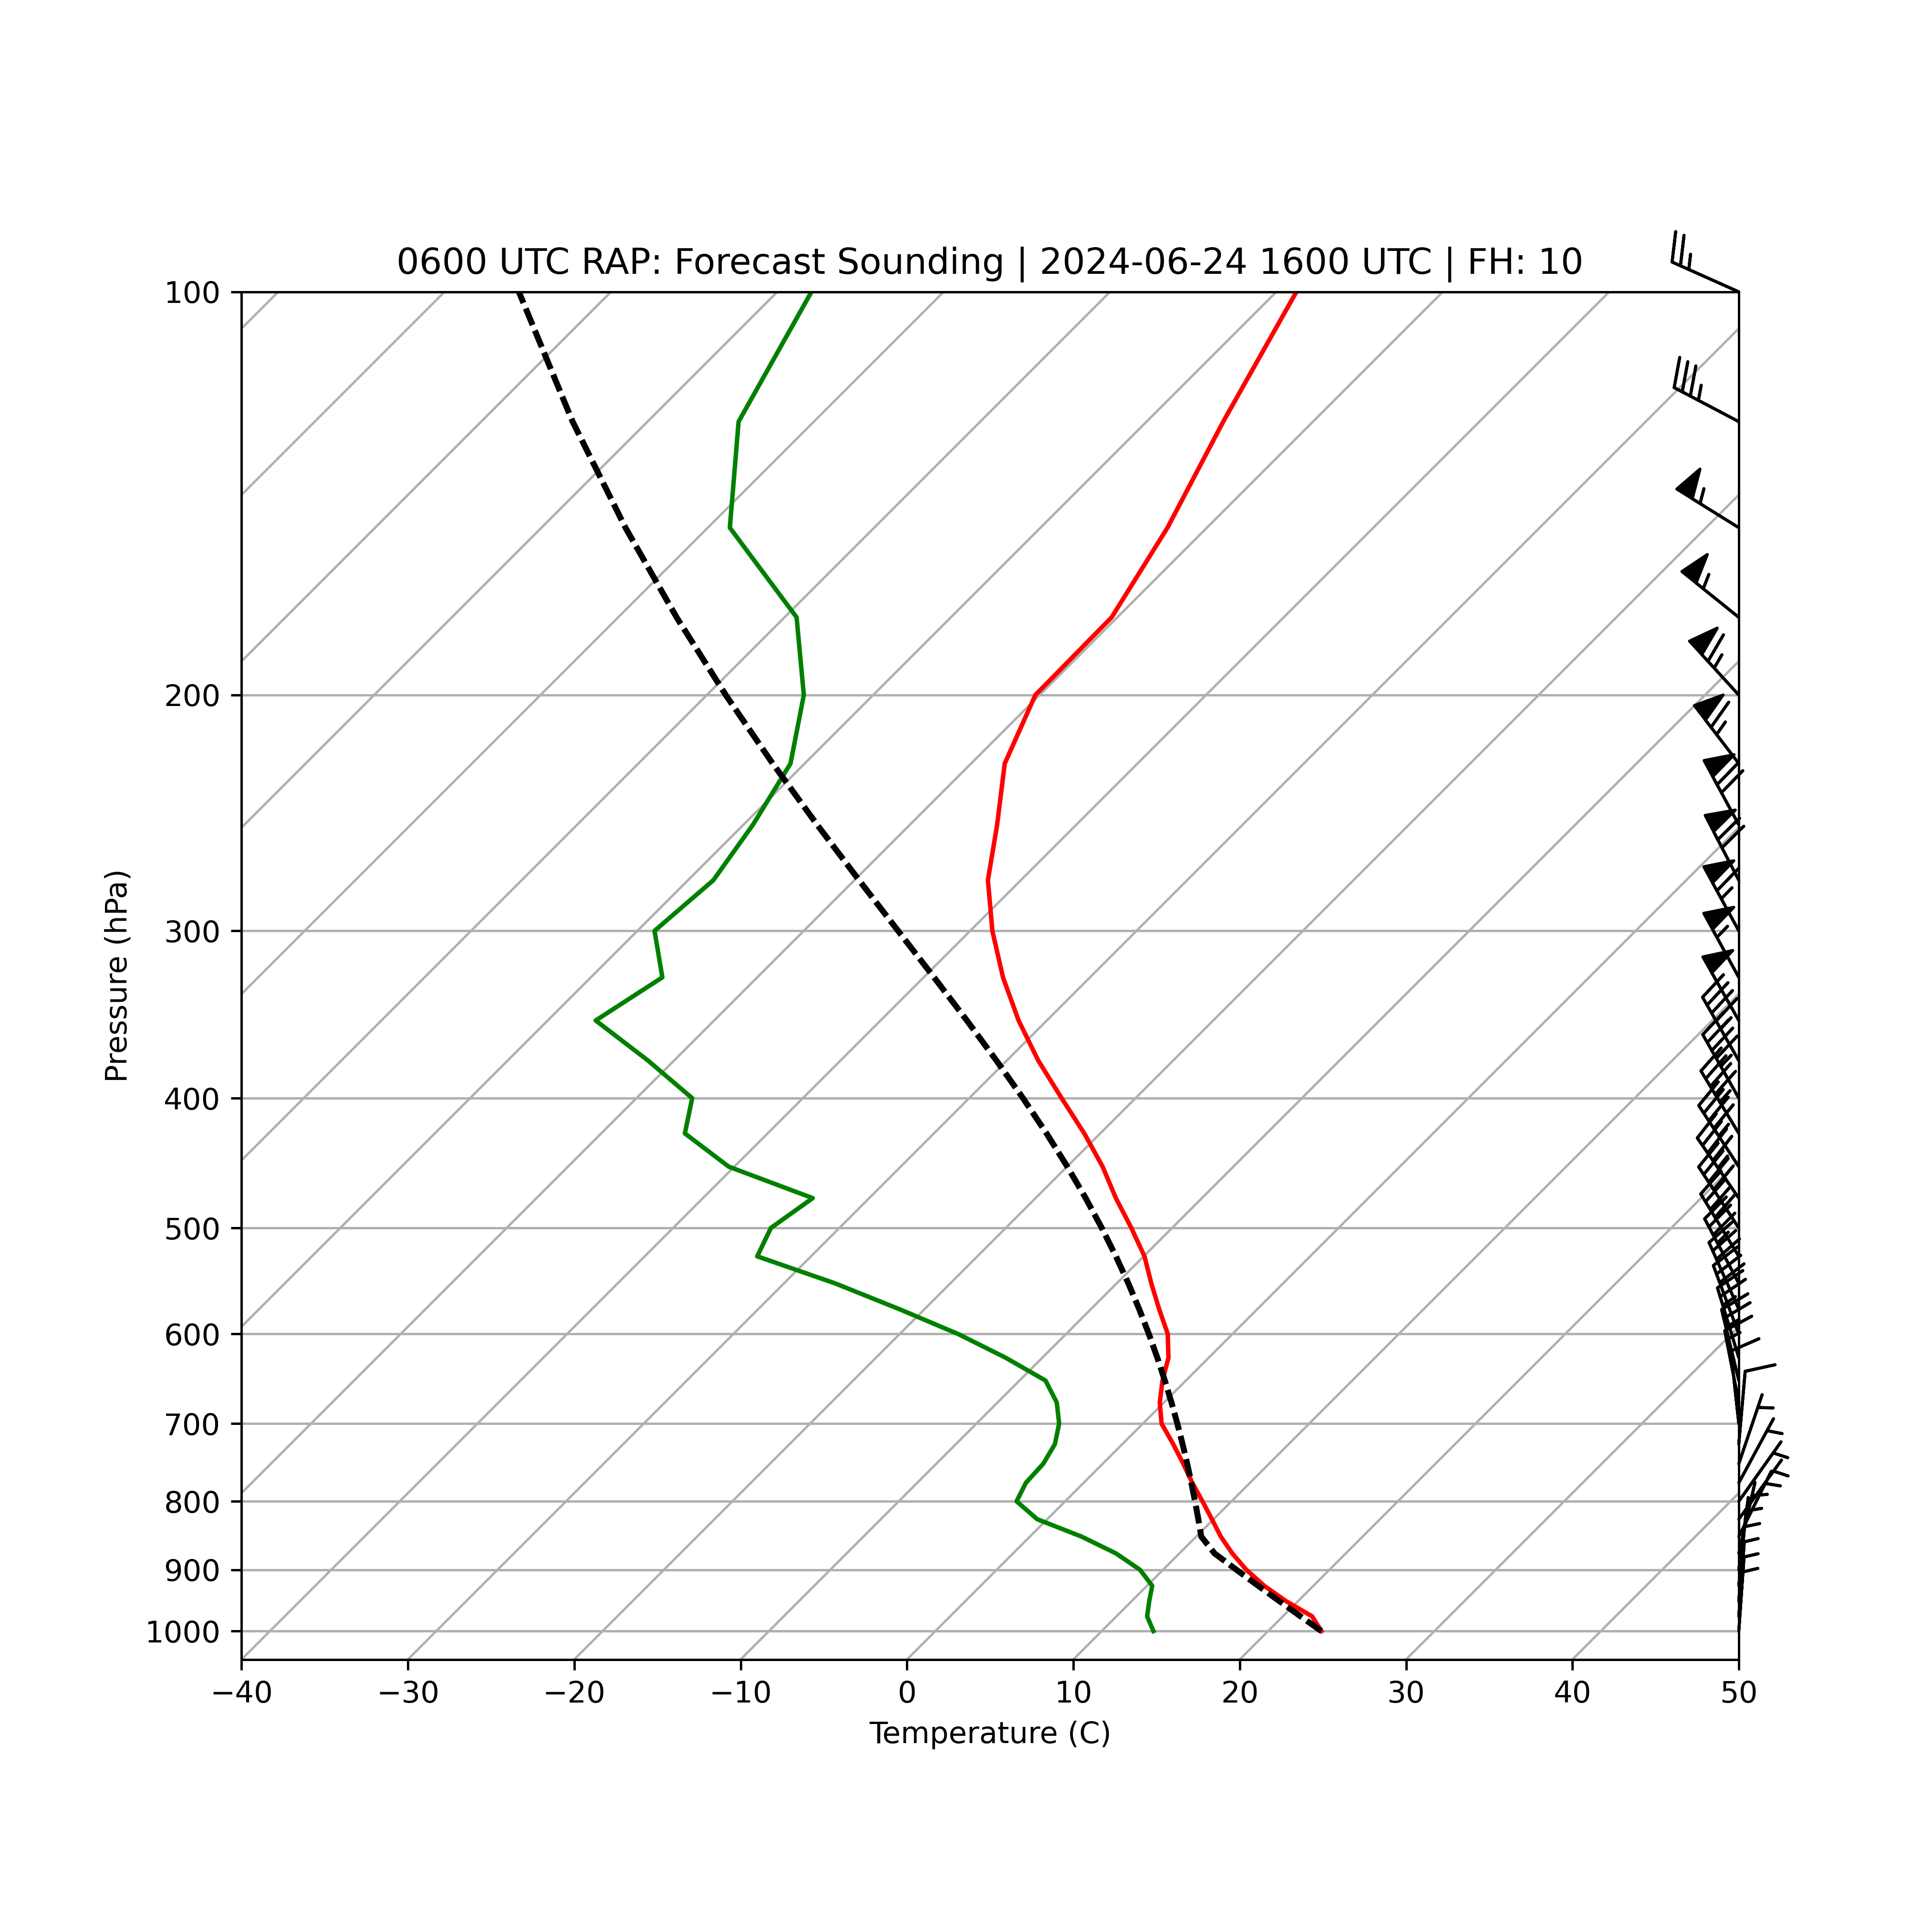 0600 UTC RAP: Forecast Sounding | 2024-06-24 1600 UTC | FH: 10
100
200
300
400
500
600
700
800
900
1000
Pressure (hPa)
−40 −30 −20 −10 0 10 20 30 40 50
Temperature (C)